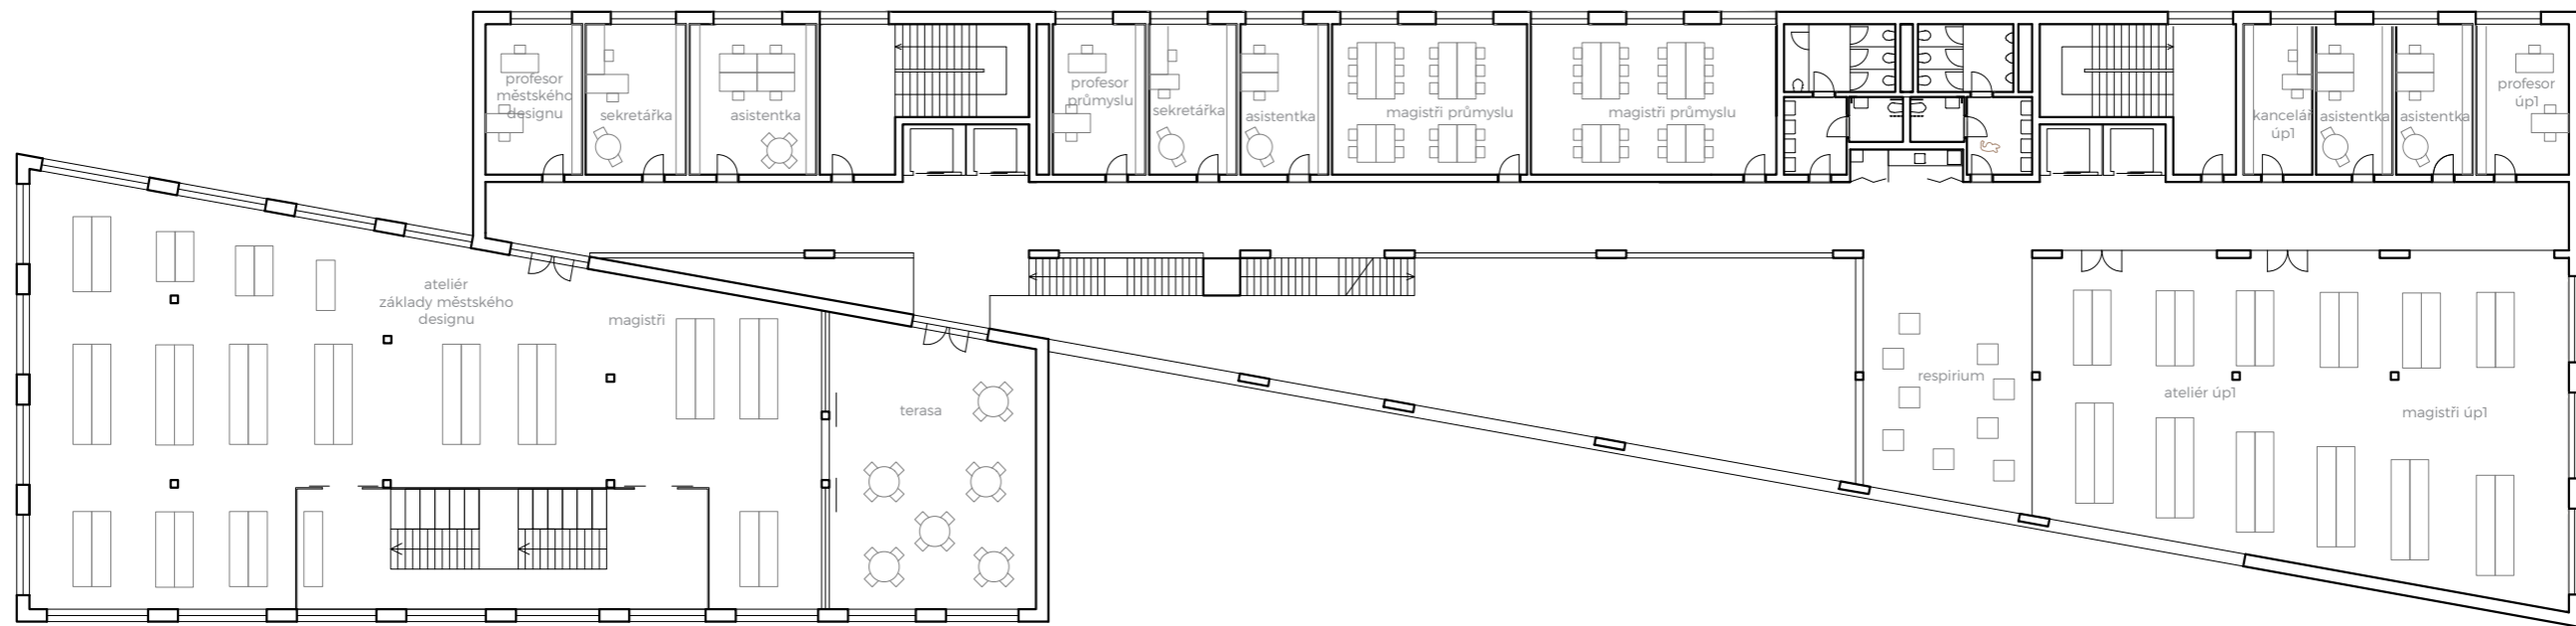 profesor
městského
designu
sekretářka
asistentka
profesor
průmyslu
sekretářka
asistentka
magistři průmyslu
magistři průmyslu
kancelář
úp1
asistentka
asistentka
profesor
úp1
ateliér
základy městského
designu
magistři
terasa
respirium
ateliér úp1
magistři úp1